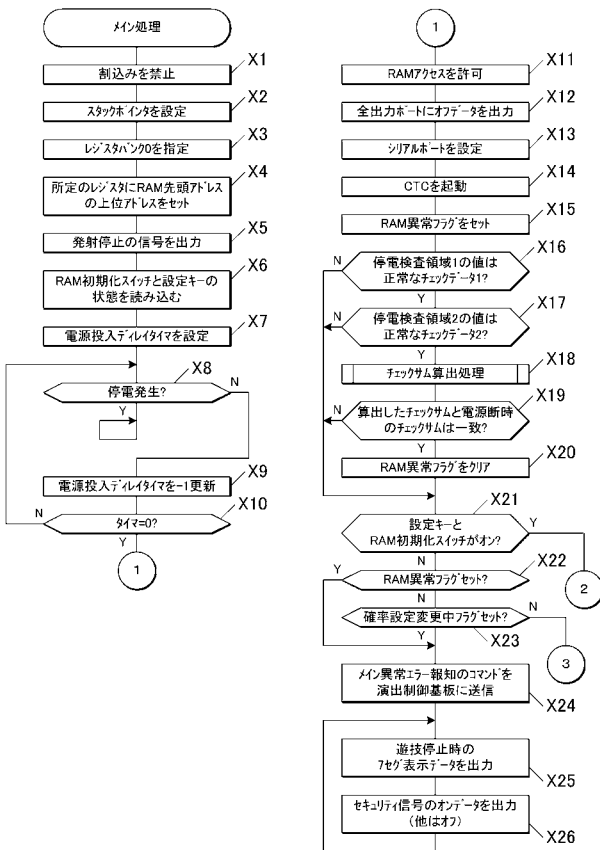 メイン処理
割込みを禁止
X1
スタックポインタを設定
X2
レジスタバンク0を指定
X3
所定のレジスタにRAM先頭アドレス
の上位アドレスをセット
X4
発射停止の信号を出力
X5
RAM初期化スイッチと設定キーの
状態を読み込む
X6
電源投入ディレイタイマを設定
X7
停電発生?
X8
N
Y
電源投入ディレイタイマを-1更新
X9
タイマ=0?
X10
N
Y
1
1
RAMアクセスを許可
X11
全出力ポートにオフデータを出力
X12
シリアルポートを設定
X13
CTCを起動
X14
RAM異常フラグをセット
X15
停電検査領域1の値は
正常なチェックデータ1?
X16
N
Y
停電検査領域2の値は
正常なチェックデータ2?
X17
N
Y
チェックサム算出処理
X18
算出したチェックサムと電源断時
のチェックサムは一致?
X19
N
Y
RAM異常フラグをクリア
X20
設定キーと
RAM初期化スイッチがオン?
X21
Y
N
2
RAM異常フラグセット?
X22
Y
N
確率設定変更中フラグセット?
X23
N
Y
3
メイン異常エラー報知のコマンドを
演出制御基板に送信
X24
遊技停止時の
7セグ表示データを出力
X25
セキュリティ信号のオンデータを出力
(他はオフ)
X26